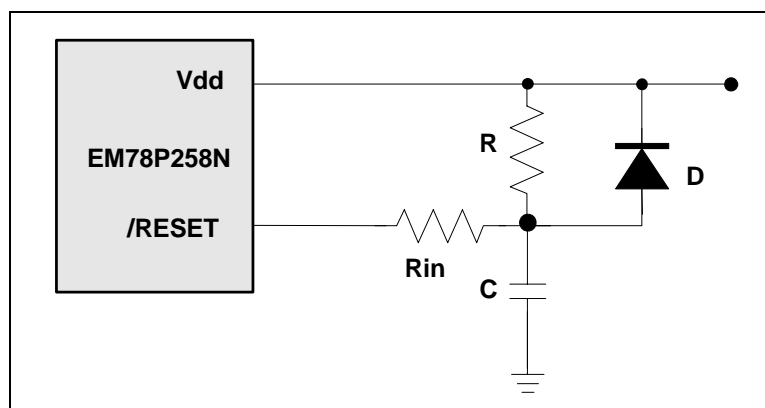 Vdd
EM78P258N
/RESET
R
D
Rin
C